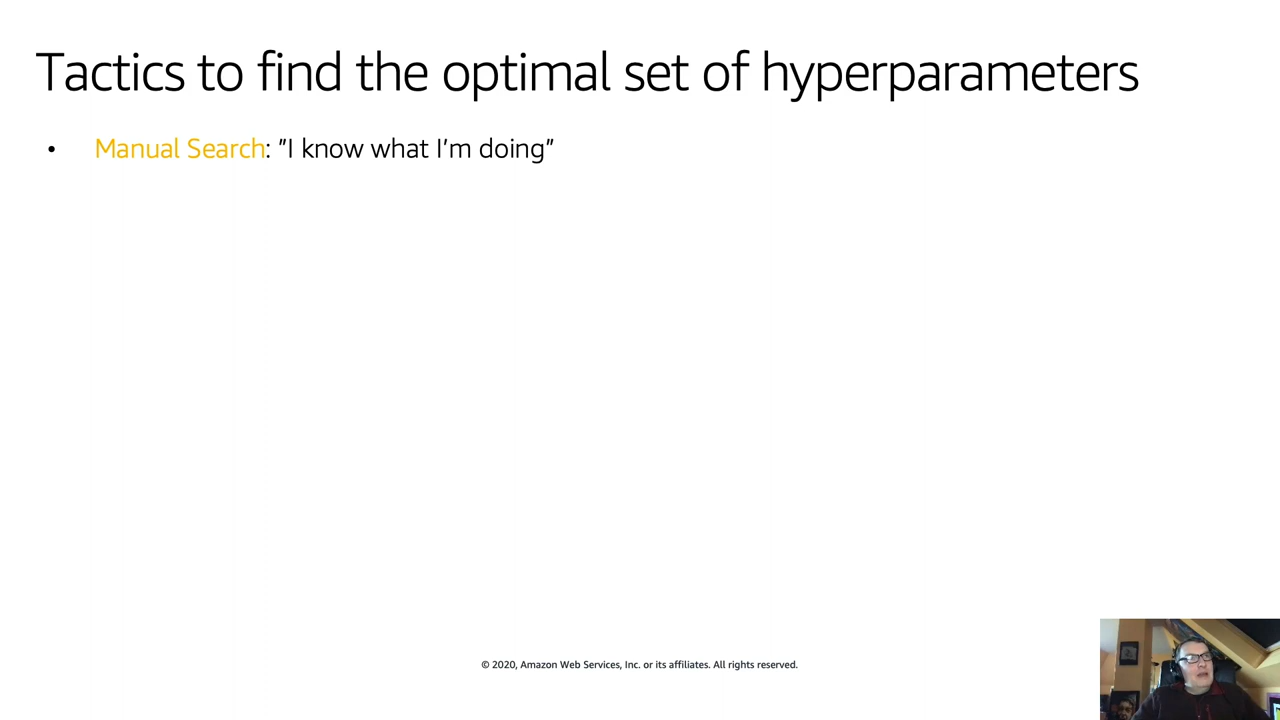 Tactics to find the optimal set of hyperparameters
• Manual Search: "I know what I'm doing"
© 2020, Amazon Web Services, Inc. or its affiliates. All rights reserved.